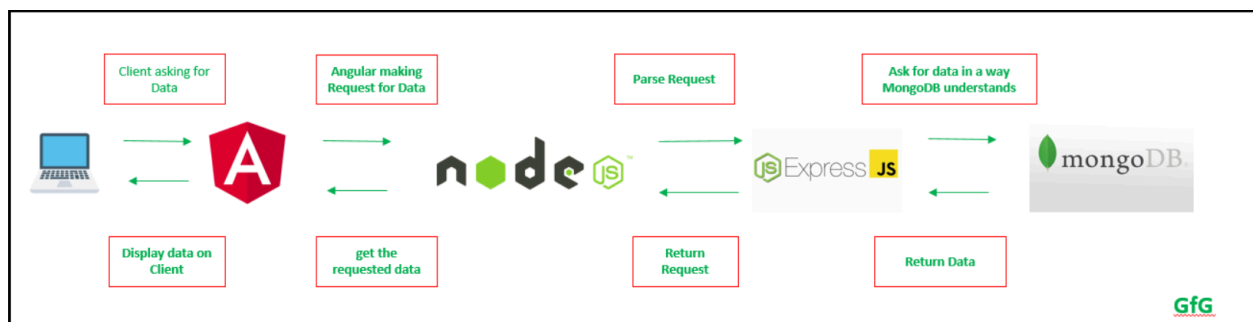 Client asking for
Data
Angular making
Request for Data
Parse Request
Ask for data in a way
MongoDB understands
A
node
JS
™
JS Express JS
mongoDB.
Display data on
Client
get the
requested data
Return
Request
Return Data
GfG